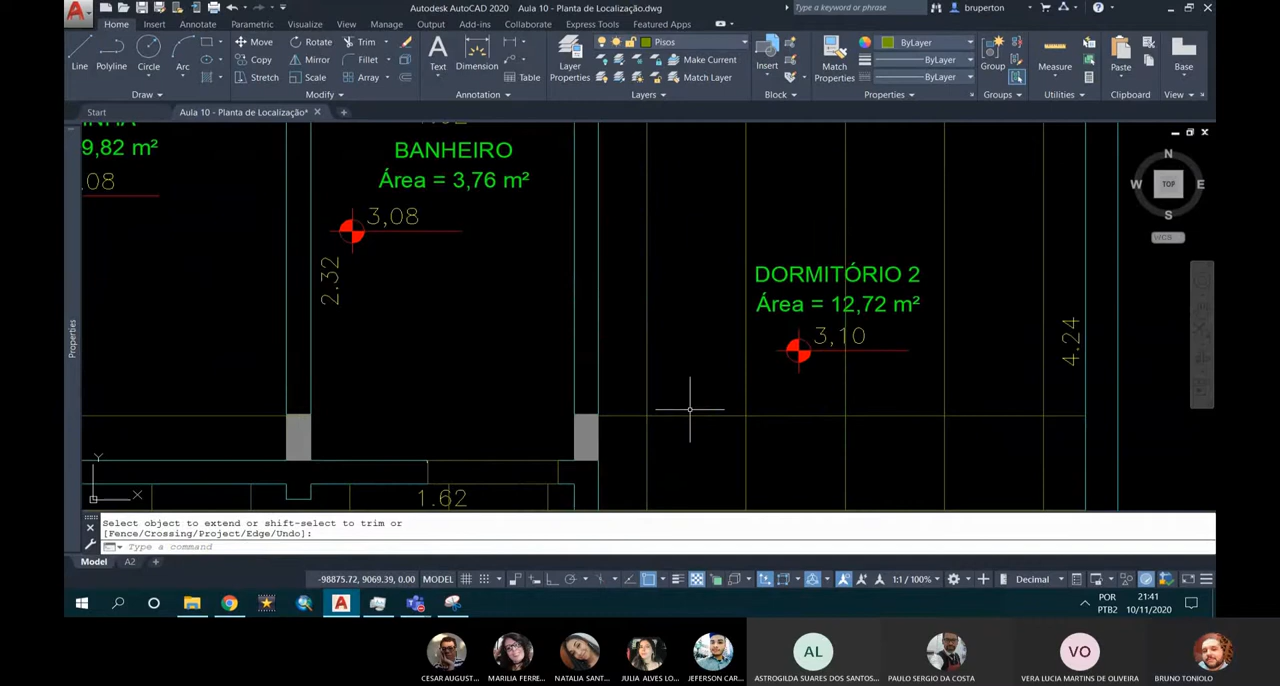 Autodesk AutoCAD 2020 Aula 10 - Planta de Localização.dwg
Type a keyword or phrase
bruperton
Home Insert Annotate Parametric View Manage Output Add-ins Collaborate Express Tools Featured Apps
Line Polyline Circle Arc
Move Rotate Trim
Copy Mirror Fillet
Stretch Scale Array
Text Dimension Table
Layer Properties
Pisos
Make Current
Match Layer
Insert
Match Properties
ByLayer
ByLayer
ByLayer
Group
Measure
Paste
Base
Draw Modify Annotation Layers Block Properties Groups Utilities Clipboard View
Start Aula 10 - Planta de Localização*
9,82 m²
.08
BANHEIRO
Área = 3,76 m²
3,08
2.32
DORMITÓRIO 2
Área = 12,72 m²
3,10
4.24
1.62
N
W TOP E
S
WCS
Properties
Y
X
Select object to extend or shift-select to trim or
[Fence/Crossing/Project/Edge/Undo]:
Type a command
Model A2
-98875.72, 9069.39, 0.00 MODEL 1:1 / 100% Decimal
POR
PTB2
21:41
10/11/2020
AL
VO
CESAR AUGUST...
MARILIA FERRE...
NATALIA SANT...
JULIA ALVES LO...
JEFERSON CAR...
ASTROGILDA SUARES DOS SANTOS...
PAULO SERGIO DA COSTA
VERA LUCIA MARTINS DE OLIVEIRA
BRUNO TONIOLO